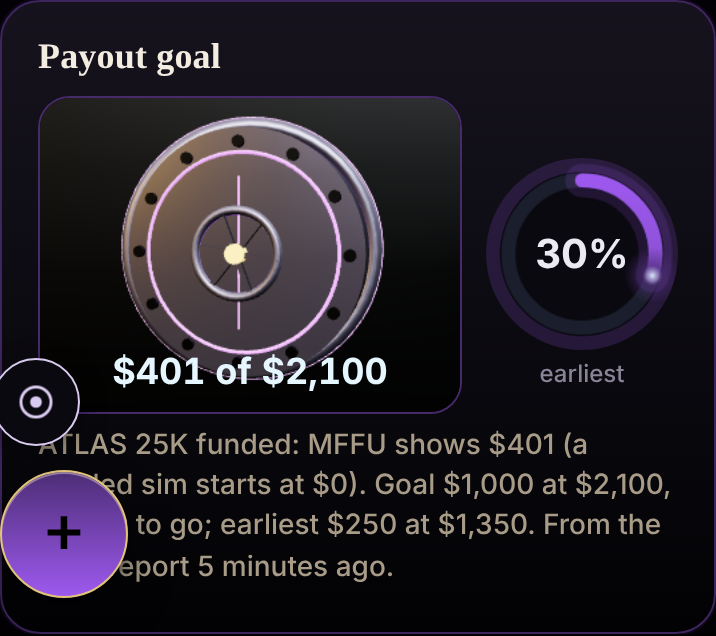 Payout goal
30%
$401 of $2,100
earliest
ATLAS 25K funded: MFFU shows $401 (a
ed sim starts at $0). Goal $1,000 at $2,100,
to go; earliest $250 at $1,350. From the
eport 5 minutes ago.
+